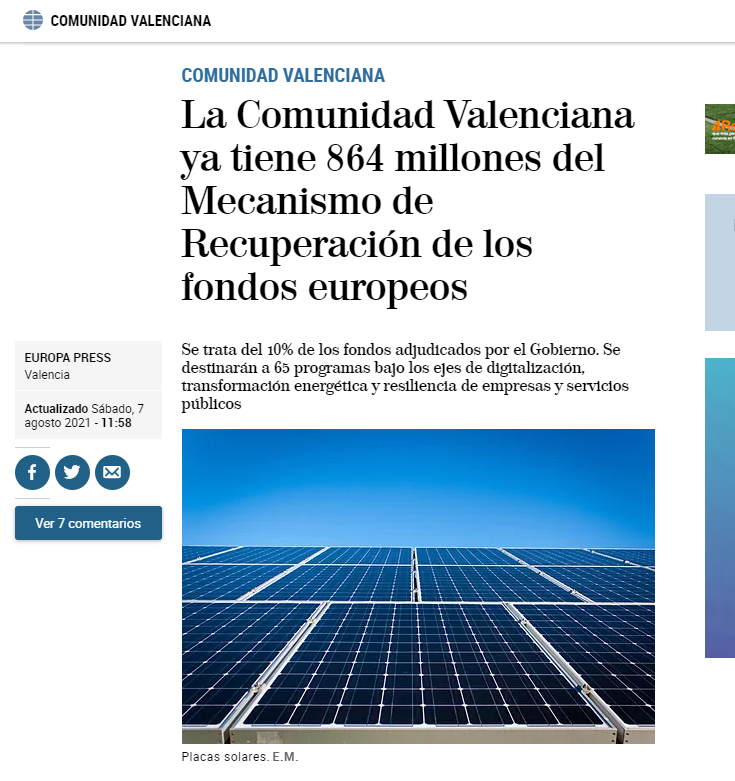 COMUNIDAD VALENCIANA
COMUNIDAD VALENCIANA
La Comunidad Valenciana
ya tiene 864 millones del
Mecanismo de
Recuperación de los
fondos europeos
EUROPA PRESS
Valencia
Actualizado Sábado, 7
agosto 2021 - 11:58
Ver 7 comentarios
Se trata del 10% de los fondos adjudicados por el Gobierno. Se
destinarán a 65 programas bajo los ejes de digitalización,
transformación energética y resiliencia de empresas y servicios
públicos
Placas solares. E.M.